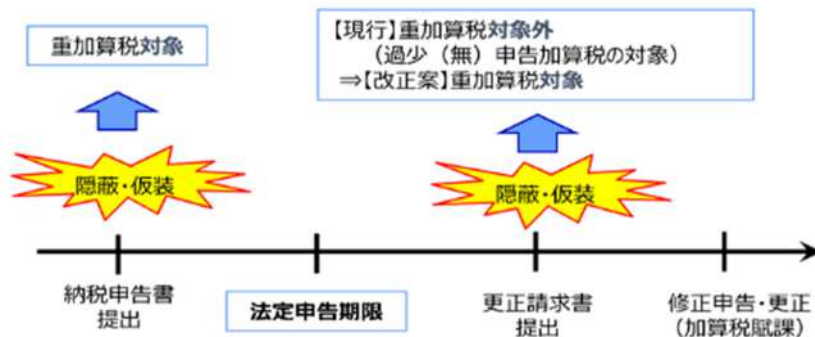 重加算税対象
【現行】重加算税対象外
(過少(無)申告加算税の対象)
⇒【改正案】重加算税対象
隠蔽・仮装
隠蔽・仮装
納税申告書
提出
法定申告期限
更正請求書
提出
修正申告・更正
(加算税賦課)